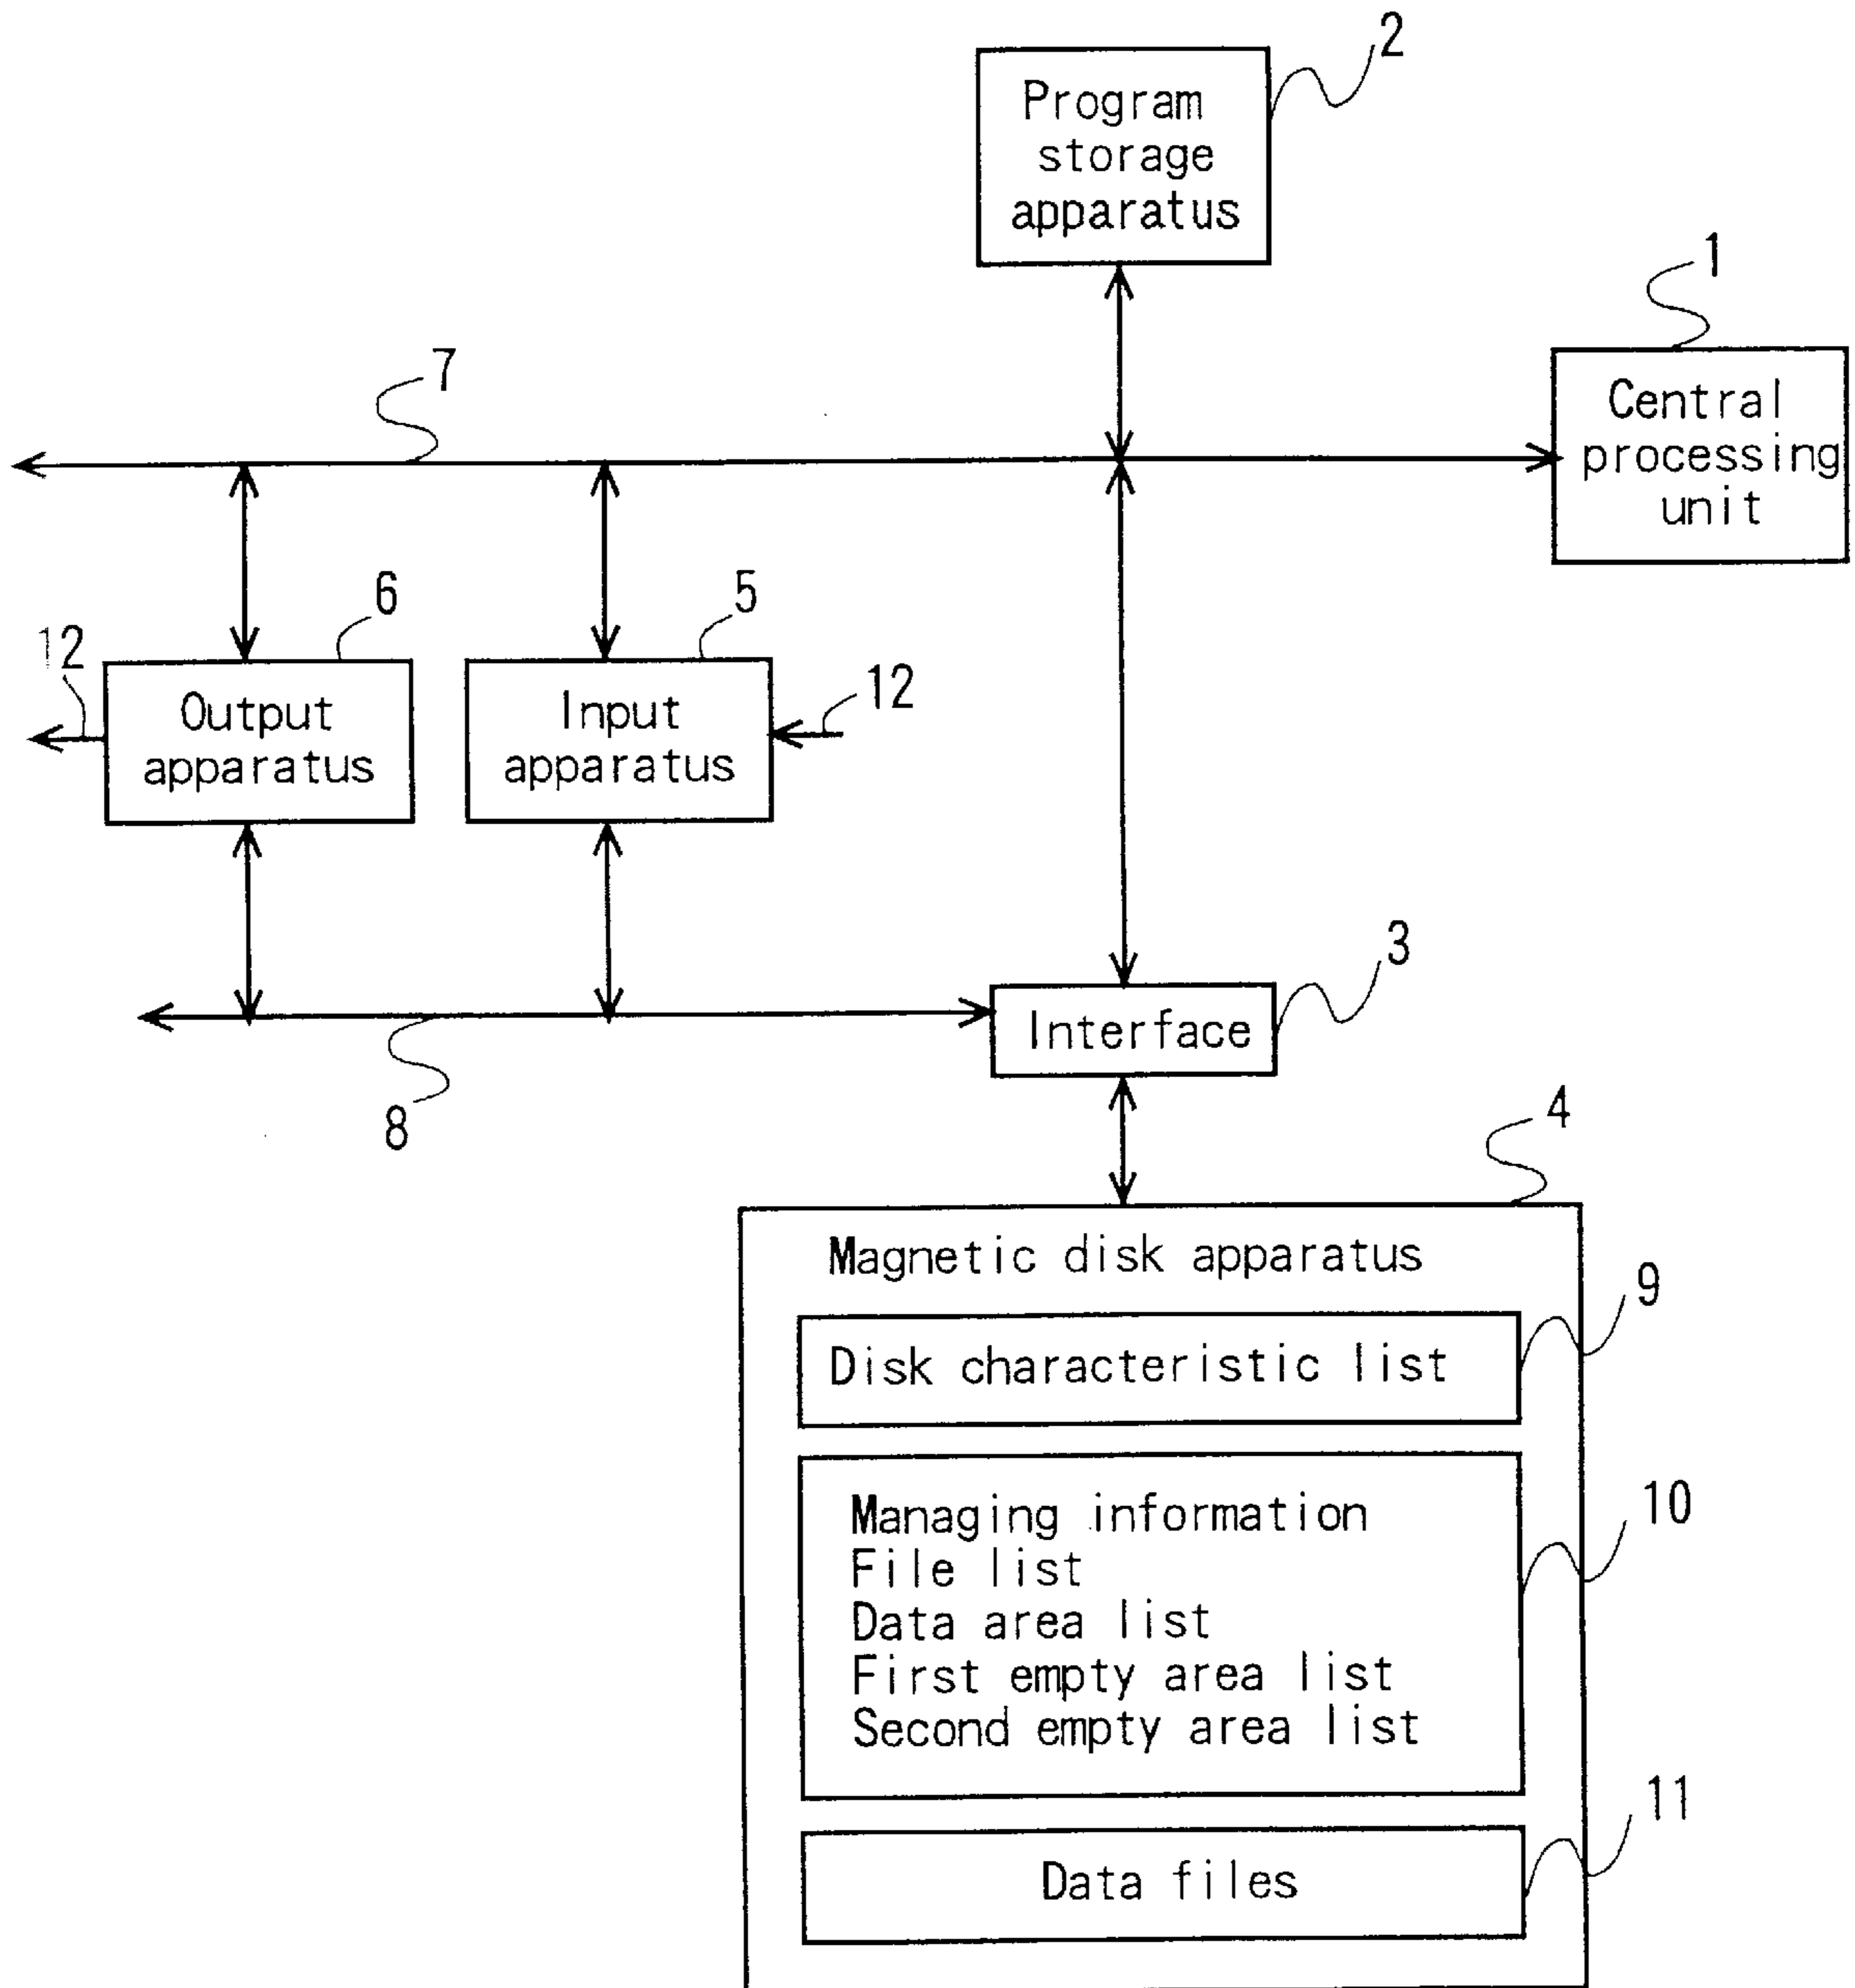 2
Program
storage
apparatus
1
Central
processing
unit
7
6
5
12
Output
apparatus
Input
apparatus
12
3
Interface
8
4
Magnetic disk apparatus
9
Disk characteristic list
10
Managing information
File list
Data area list
First empty area list
Second empty area list
11
Data files